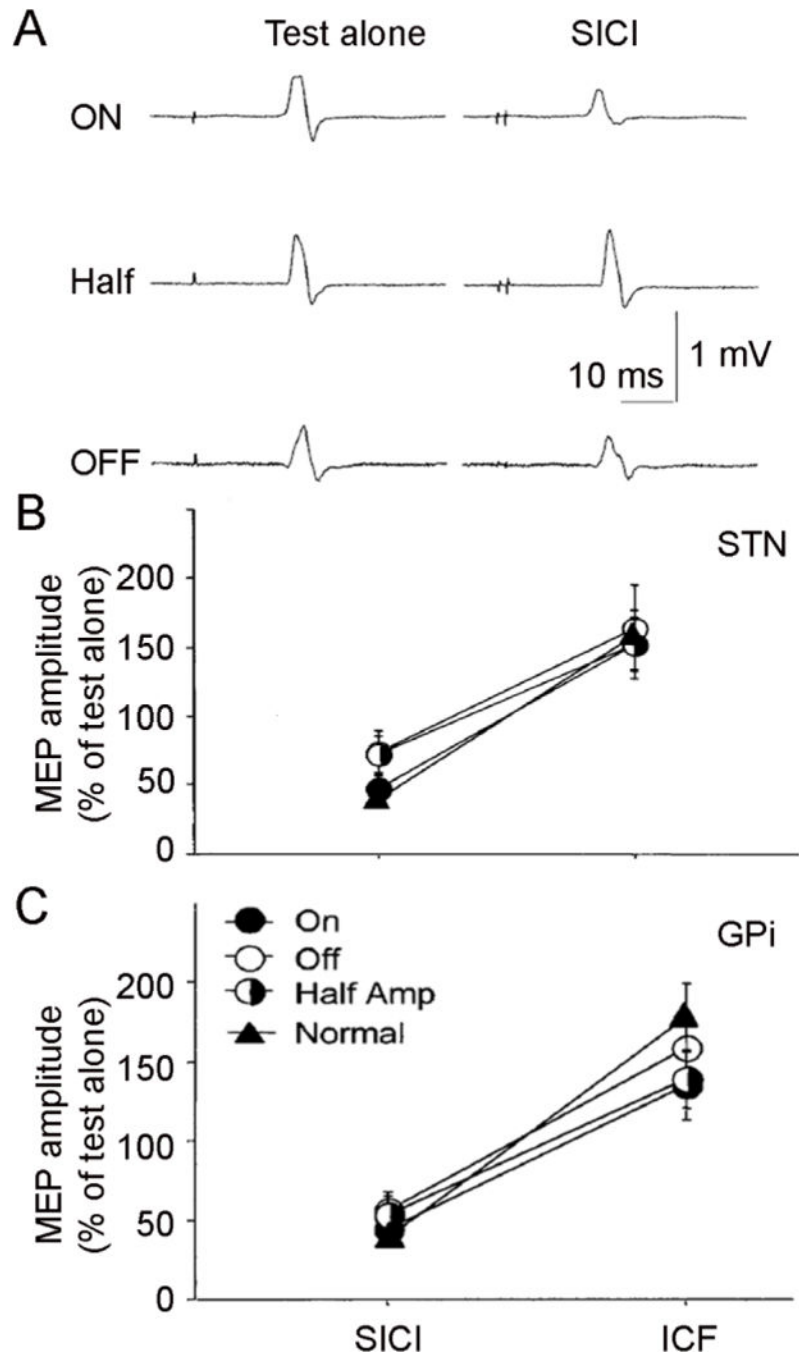 A
Test alone SICI
ON
Half
1 mV
10 ms
OFF
B
STN
MEP amplitude
(% of test alone)
200
150
100
50
0
C
On
Off
Half Amp
Normal
GPi
MEP amplitude
(% of test alone)
200
150
100
50
0
SICI ICF